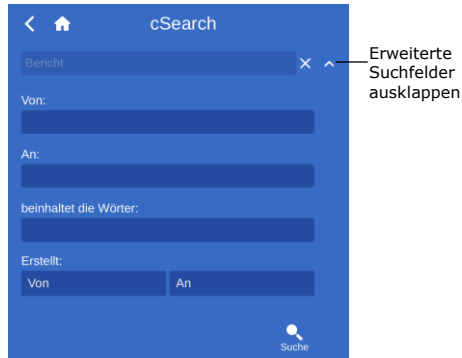 cSearch
Bericht
Erweiterte
Suchfelder
ausklappen
Von:
An:
beinhaltet die Wörter:
Erstellt:
Von An
Suche